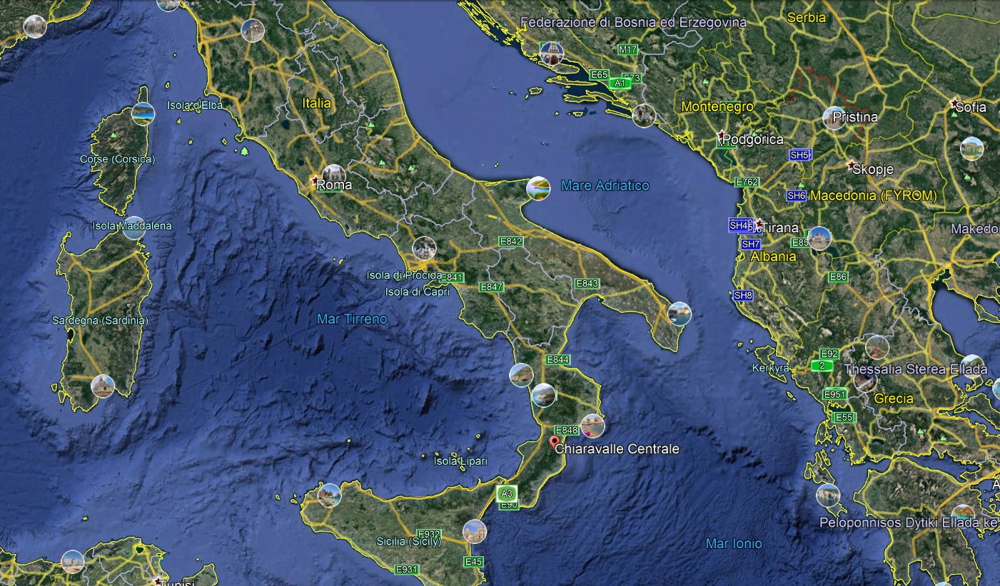 Federazione di Bosnia ed Erzegovina
Serbia
M17
E65
E73
A1
Italia
Isola d'Elba
Montenegro
Sofia
Pristina
Podgorica
Corse (Corsica)
SH5
Skopje
Roma
Mare Adriatico
E762
SH6
Macedonia (FYROM)
Isola Maddalena
SH4
Tirana
Makedo
E842
SH7
E85
Albania
Isola di Procida
E841
E86
Isola di Capri
E847
E843
SH8
Mar Tirreno
Sardegna (Sardinia)
E844
E92
2
Kerkyra
Thessalia Sterea Ellada
E951
Grecia
E55
E848
Chiaravalle Centrale
Isola Lipari
A3
E90
Peloponnisos Dytiki Ellada ke
E932
Sicilia (Sicily)
Mar Ionio
E45
E931
Tunisi